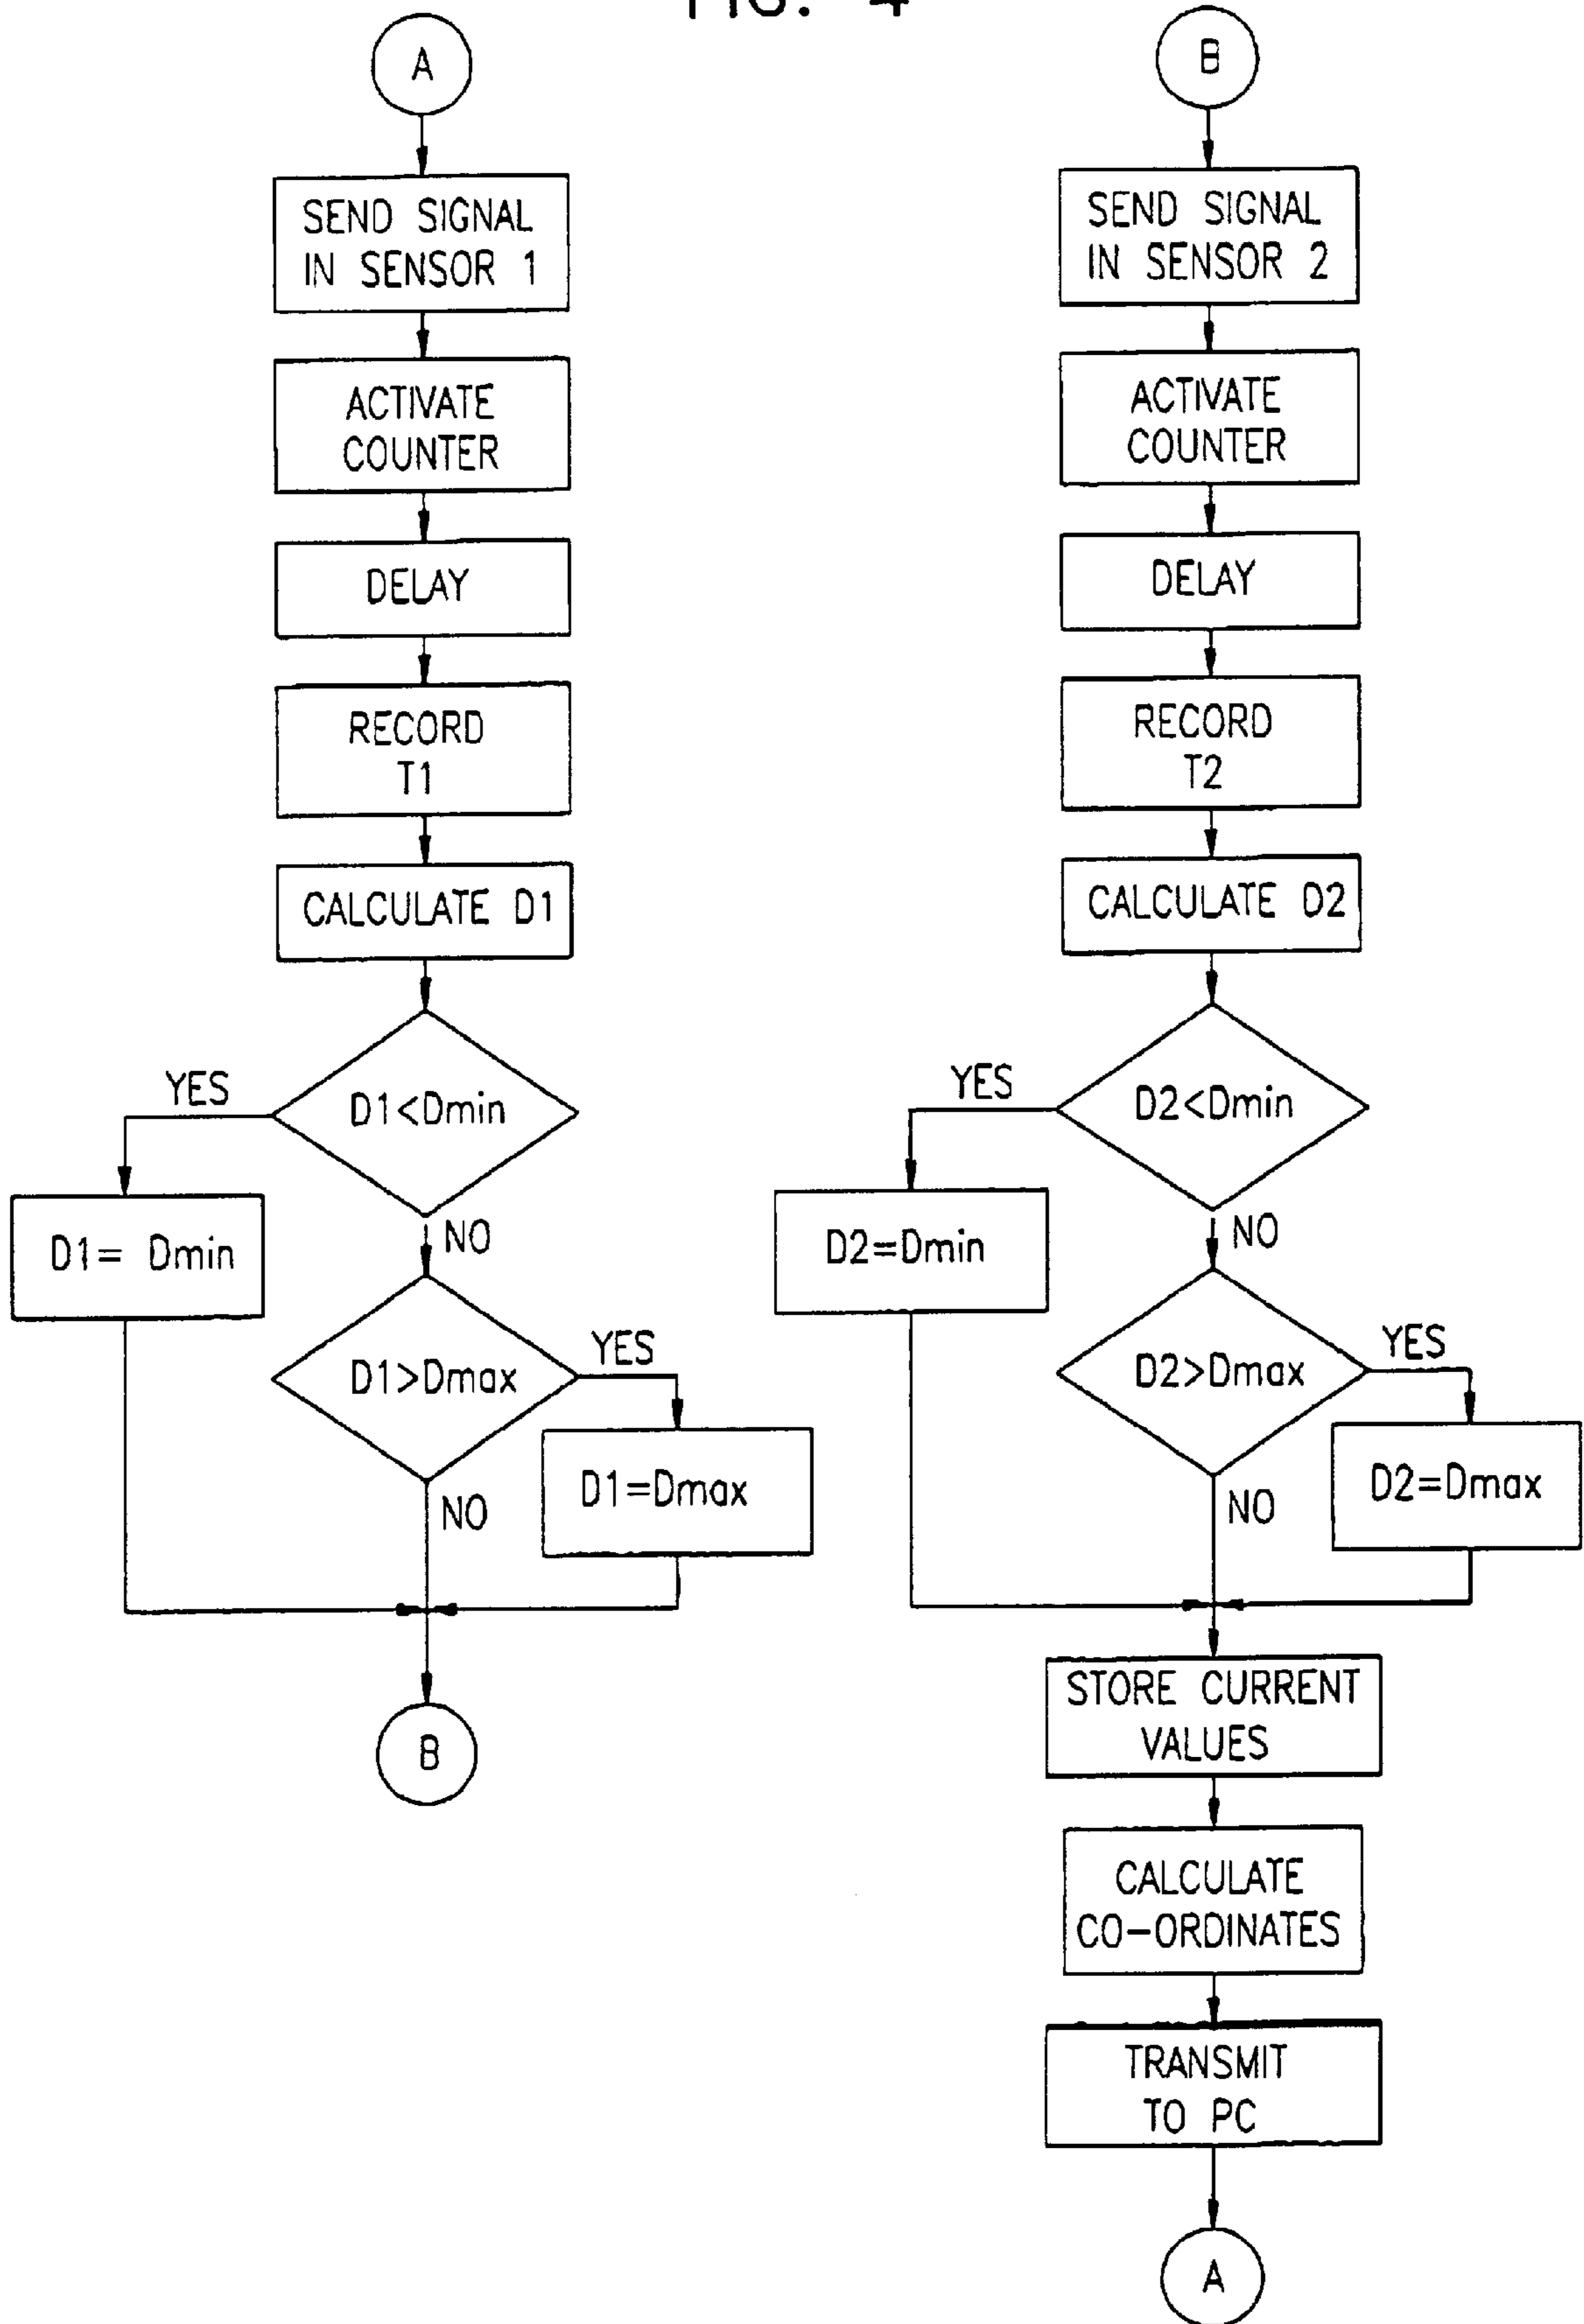 FIG. 4
A
SEND SIGNAL
IN SENSOR 1
ACTIVATE
COUNTER
DELAY
RECORD
T1
CALCULATE D1
D1<Dmin
YES
NO
D1= Dmin
D1>Dmax
YES
NO
D1=Dmax
B
B
SEND SIGNAL
IN SENSOR 2
ACTIVATE
COUNTER
DELAY
RECORD
T2
CALCULATE D2
D2<Dmin
YES
NO
D2=Dmin
D2>Dmax
YES
NO
D2=Dmax
STORE CURRENT
VALUES
CALCULATE
CO-ORDINATES
TRANSMIT
TO PC
A